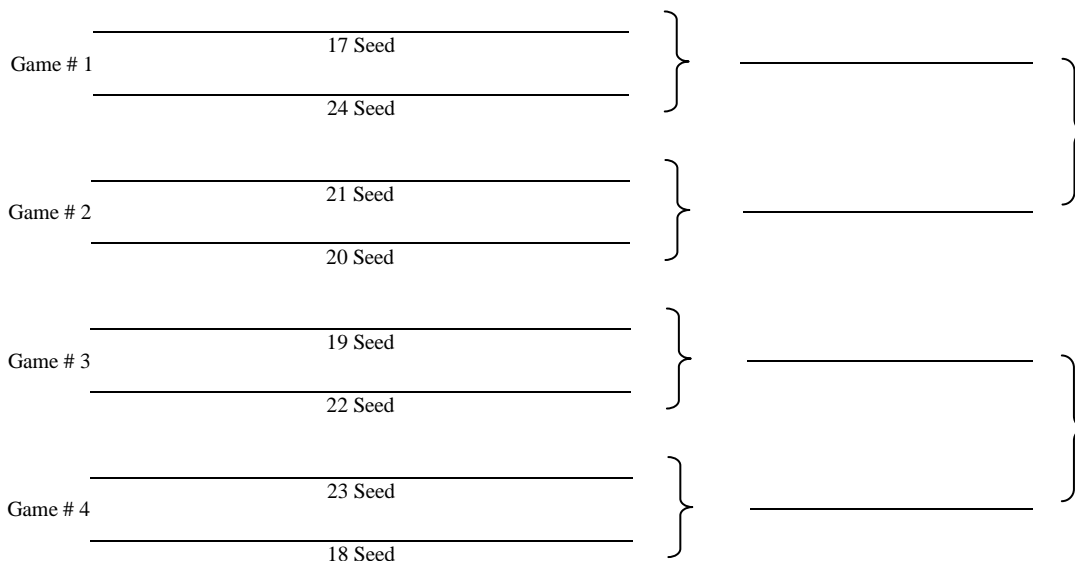 17 Seed
Game # 1
24 Seed
21 Seed
Game # 2
20 Seed
19 Seed
Game # 3
22 Seed
23 Seed
Game # 4
18 Seed